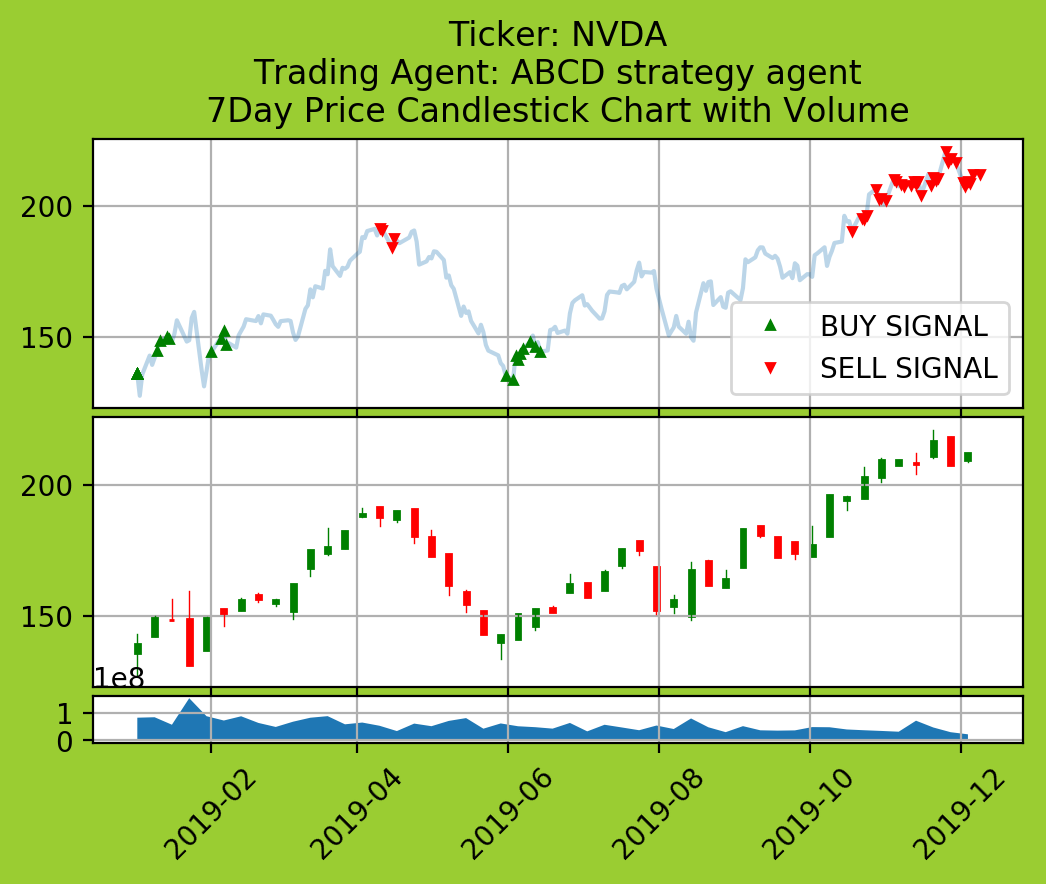 Ticker: NVDA
Trading Agent: ABCD strategy agent
7Day Price Candlestick Chart with Volume
200
150
BUY SIGNAL
SELL SIGNAL
200
150
1e8
1
0
2019-02
2019-04
2019-06
2019-08
2019-10
2019-12